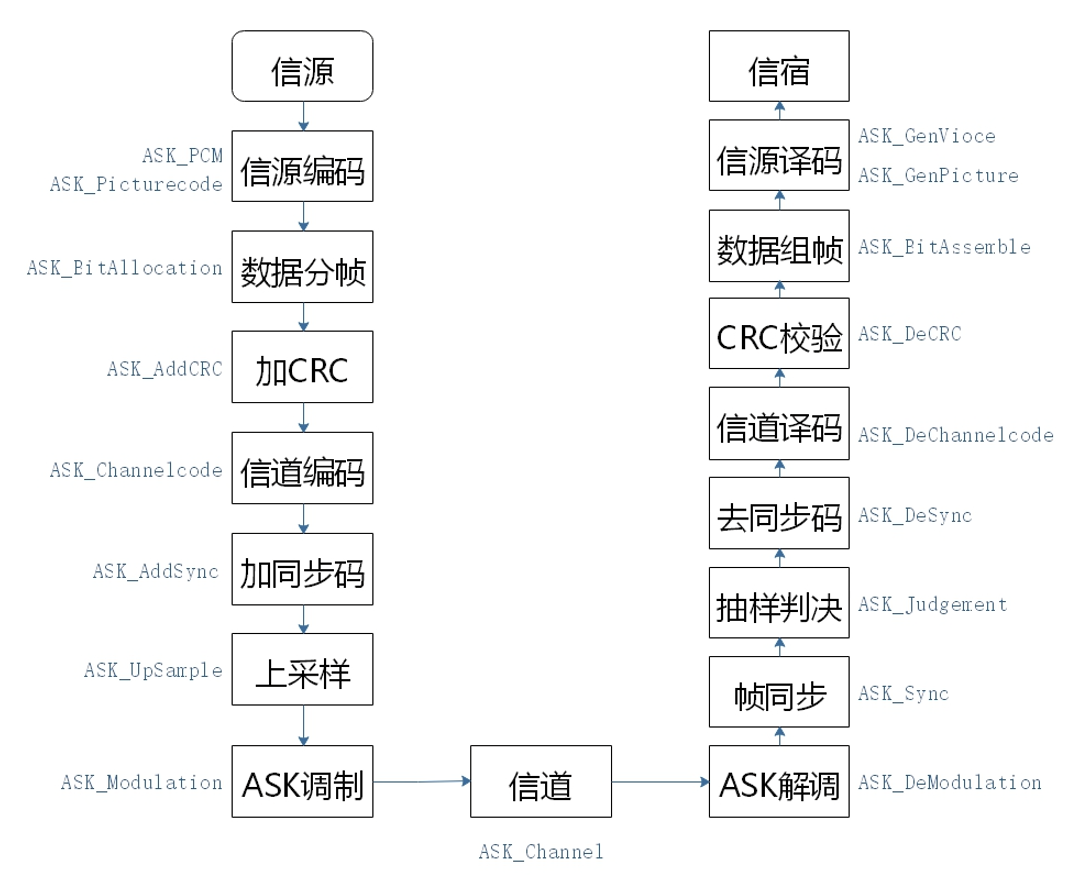 信源
ASK_PCM
ASK_Picturecode
信源编码
ASK_BitAllocation
数据分帧
ASK_AddCRC
加CRC
ASK_Channelcode
信道编码
ASK_AddSync
加同步码
ASK_UpSample
上采样
ASK_Modulation
ASK调制
信道
ASK_Channel
ASK解调
ASK_DeModulation
帧同步
ASK_Sync
抽样判决
ASK_Judgement
去同步码
ASK_DeSync
信道译码
ASK_DeChannelcode
CRC校验
ASK_DeCRC
数据组帧
ASK_BitAssemble
信源译码
ASK_GenVioce
ASK_GenPicture
信宿